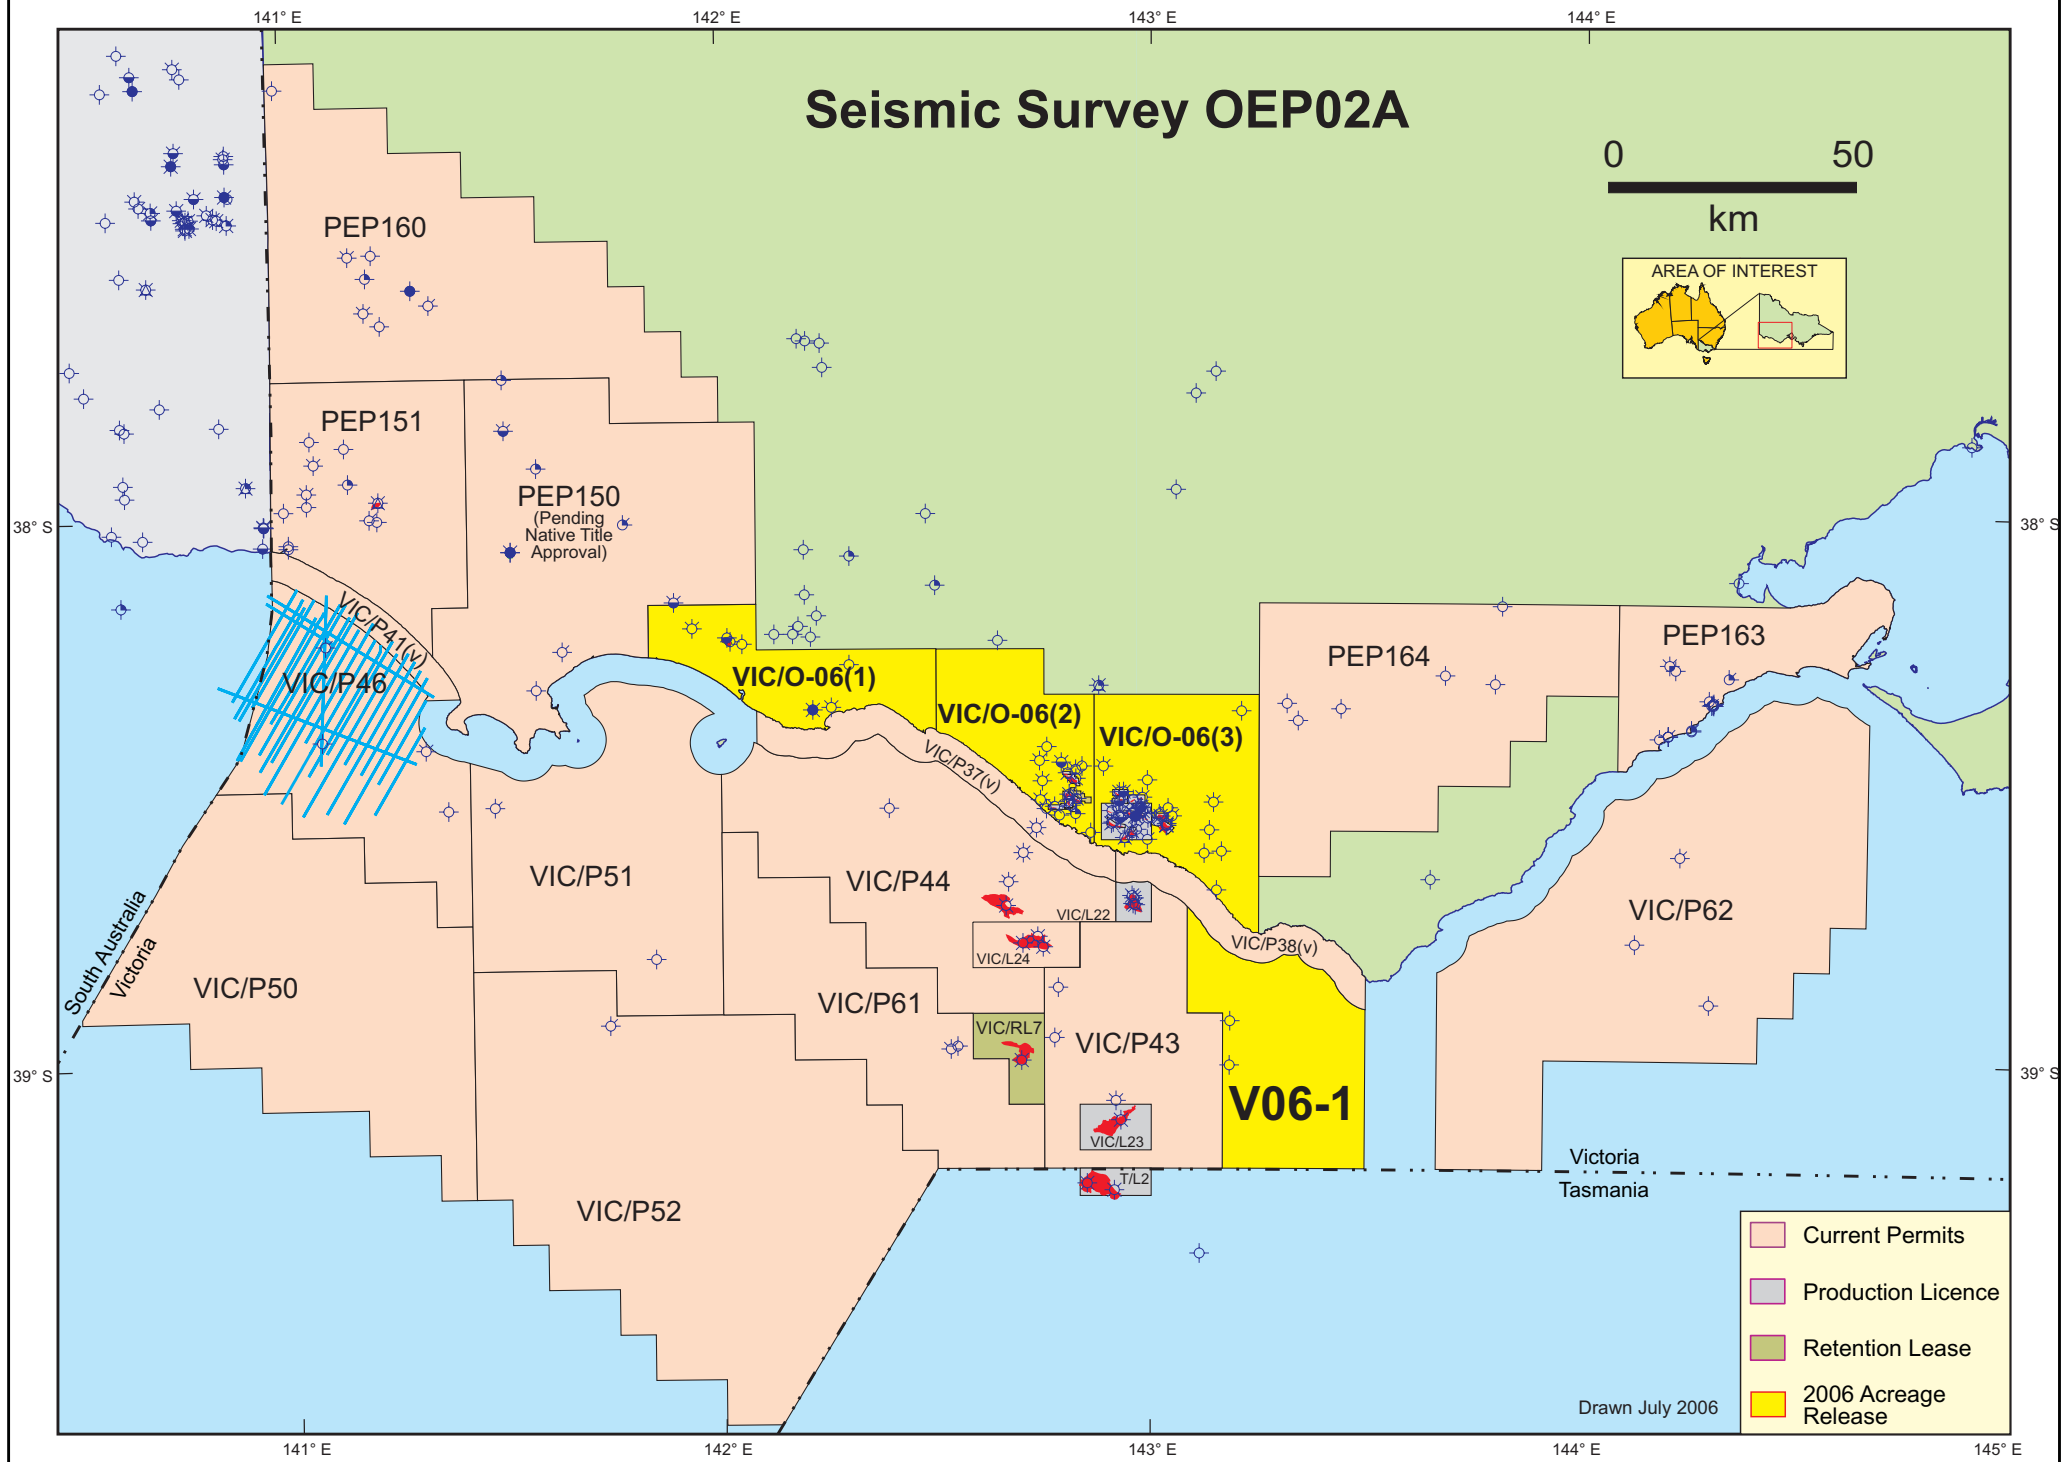 141° E
142° E
143° E
144° E
Seismic Survey OEP02A
0
50
km
AREA OF INTEREST
PEP160
PEP151
PEP150
(Pending
Native Title
Approval)
38° S
38° S
VIC/P41(v)
VIC/P46
VIC/O-06(1)
VIC/O-06(2)
VIC/O-06(3)
PEP164
PEP163
VIC/P37(v)
VIC/P51
VIC/P44
VIC/L22
VIC/P62
VIC/P38(v)
VIC/L24
South Australia
Victoria
VIC/P50
VIC/P61
VIC/RL7
VIC/P43
39° S
39° S
V06-1
VIC/L23
T/L2
Victoria
Tasmania
VIC/P52
Current Permits
Production Licence
Retention Lease
2006 Acreage
Release
Drawn July 2006
141° E
142° E
143° E
144° E
145° E